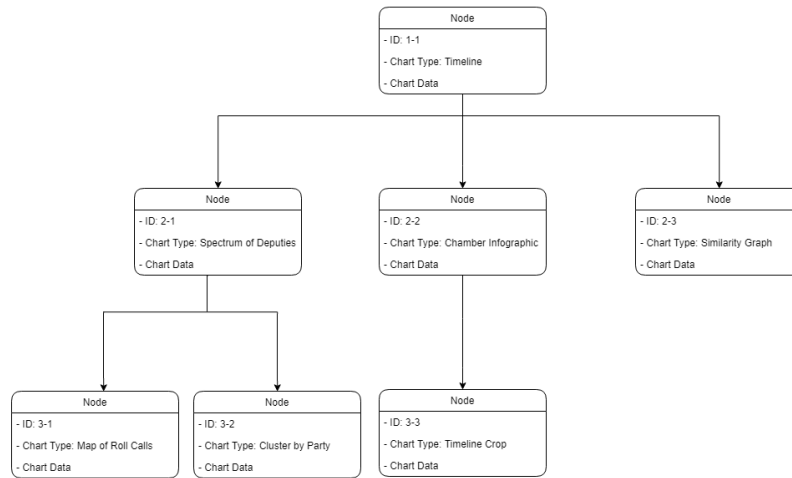 Node
- ID: 1-1
- Chart Type: Timeline
- Chart Data
Node
- ID: 2-1
- Chart Type: Spectrum of Deputies
- Chart Data
Node
- ID: 2-2
- Chart Type: Chamber Infographic
- Chart Data
Node
- ID: 2-3
- Chart Type: Similarity Graph
- Chart Data
Node
- ID: 3-1
- Chart Type: Map of Roll Calls
- Chart Data
Node
- ID: 3-2
- Chart Type: Cluster by Party
- Chart Data
Node
- ID: 3-3
- Chart Type: Timeline Crop
- Chart Data